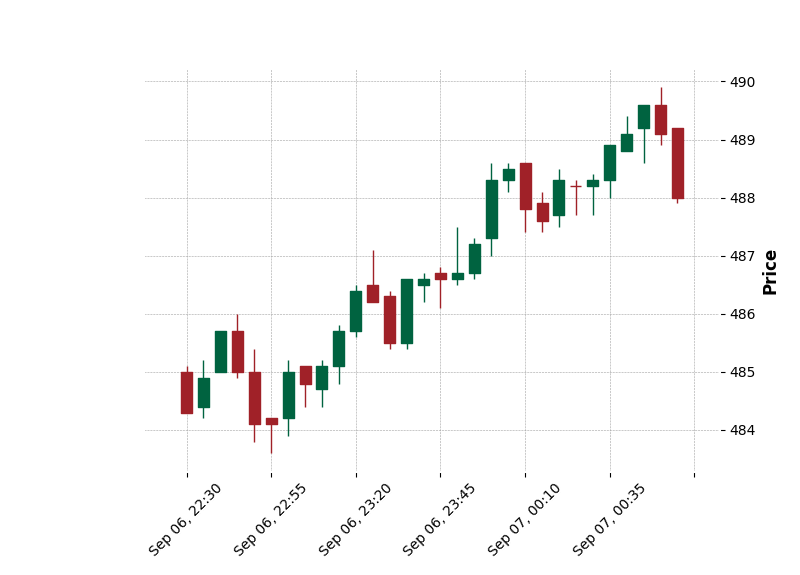 490
489
488
487
486
485
484
Price
Sep 06, 22:30
Sep 06, 22:55
Sep 06, 23:20
Sep 06, 23:45
Sep 07, 00:10
Sep 07, 00:35